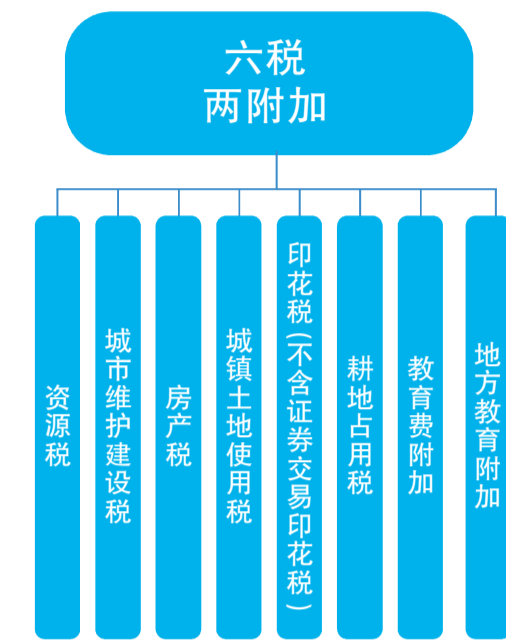 六税
两附加
资源税
城市维护建设税
房产税
城镇土地使用税
印花税(不含证券交易印花税)
耕地占用税
教育费附加
地方教育附加